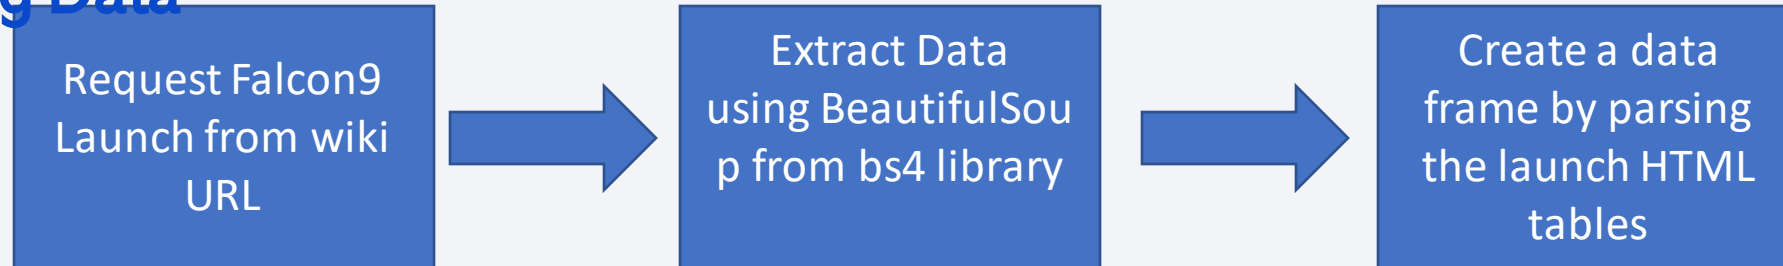 g Data
Request Falcon9
Launch from wiki
URL
Extract Data
using BeautifulSou
p from bs4 library
Create a data
frame by parsing
the launch HTML
tables